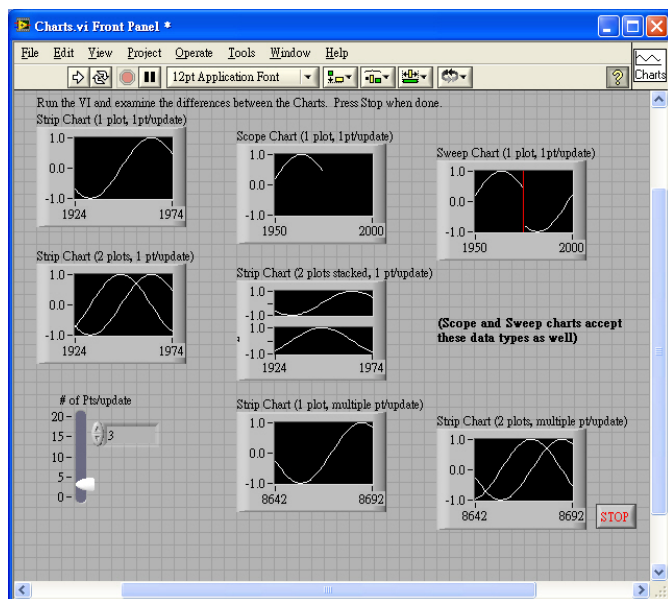 Charts.vi Front Panel *
File Edit View Project Operate Tools Window Help
12pt Application Font
?
Charts
Run the VI and examine the differences between the Charts. Press Stop when done.
Strip Chart (1 plot, 1pt/update)
1.0
0.0
-1.0
1924 1974
Scope Chart (1 plot, 1pt/update)
1.0
0.0
-1.0
1950 2000
Sweep Chart (1 plot, 1pt/update)
1.0
0.0
-1.0
1950 2000
Strip Chart (2 plots, 1 pt/update)
1.0
0.0
-1.0
1924 1974
Strip Chart (2 plots stacked, 1 pt/update)
1.0
-1.0
1.0
-1.0
1924 1974
(Scope and Sweep charts accept
these data types as well)
# of Pts/update
20
15
10
5
0
3
Strip Chart (1 plot, multiple pt/update)
1.0
0.0
-1.0
8642 8692
Strip Chart (2 plots, multiple pt/update)
1.0
0.0
-1.0
8642 8692
STOP